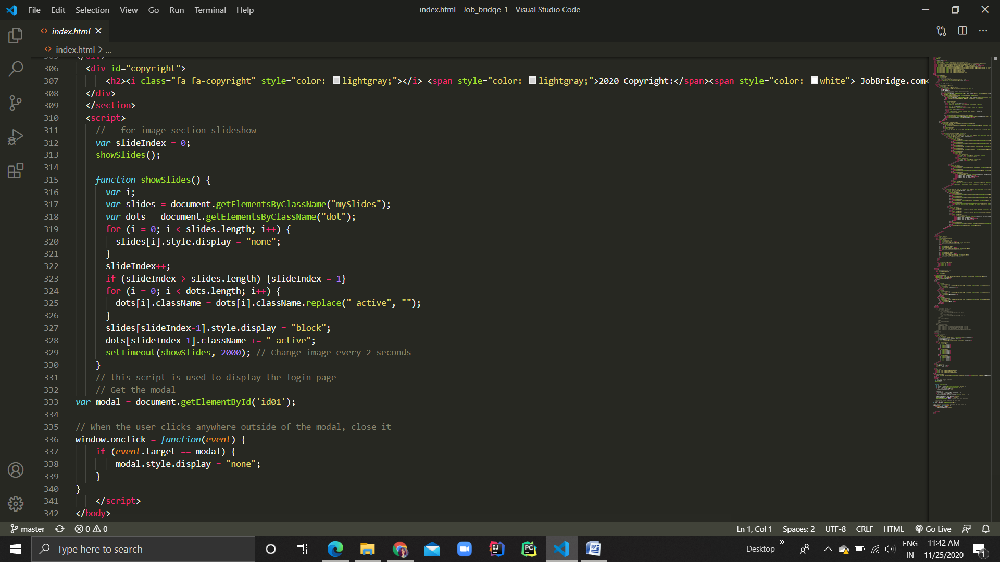 File Edit Selection View Go Run Terminal Help
index.html - Job_bridge-1 - Visual Studio Code
index.html
index.html > ...
305 </div>
306 <div id="copyright">
307 <h2><i class="fa fa-copyright" style="color: lightgray;"></i> <span style="color: lightgray;">2020 Copyright:</span><span style="color: white"> JobBridge.com<
308 </div>
309 </section>
310 <script>
311 //   for image section slideshow
312 var slideIndex = 0;
313 showSlides();
314
315 function showSlides() {
316 var i;
317 var slides = document.getElementsByClassName("mySlides");
318 var dots = document.getElementsByClassName("dot");
319 for (i = 0; i < slides.length; i++) {
320 slides[i].style.display = "none";
321 }
322 slideIndex++;
323 if (slideIndex > slides.length) {slideIndex = 1}
324 for (i = 0; i < dots.length; i++) {
325 dots[i].className = dots[i].className.replace(" active", "");
326 }
327 slides[slideIndex-1].style.display = "block";
328 dots[slideIndex-1].className += " active";
329 setTimeout(showSlides, 2000); // Change image every 2 seconds
330 }
331 // this script is used to display the login page
332 // Get the modal
333 var modal = document.getElementById('id01');
334
335 // When the user clicks anywhere outside of the modal, close it
336 window.onclick = function(event) {
337 if (event.target == modal) {
338 modal.style.display = "none";
339 }
340 }
341 </script>
342 </body>
master 0 0
Ln 1, Col 1 Spaces: 2 UTF-8 CRLF HTML Go Live
Type here to search
IJ PC W
Desktop
ENG
IN
11:42 AM
11/25/2020
1